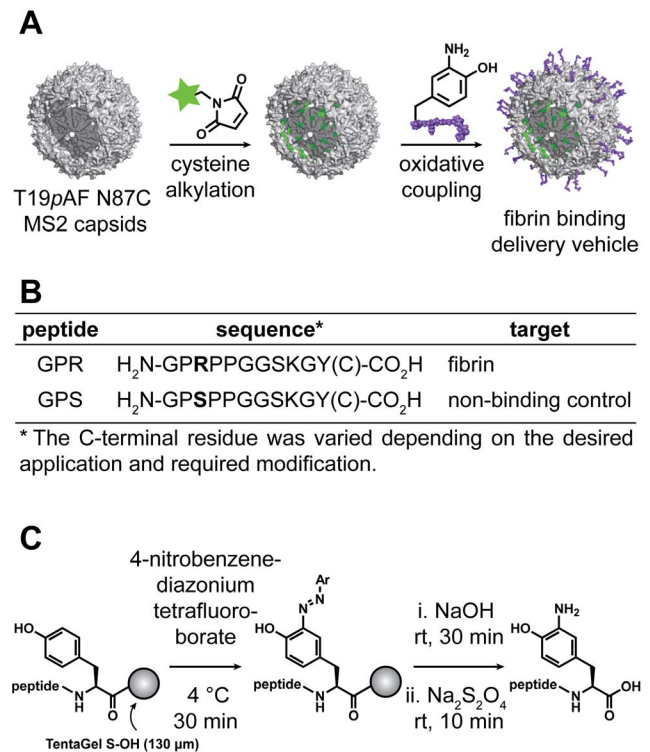 A
NH₂
OH
O
N
O
cysteine
alkylation
oxidative
coupling
T19pAF N87C
MS2 capsids
fibrin binding
delivery vehicle
B
peptide sequence* target
GPR H₂N-GPRPPGGSKGY(C)-CO₂H fibrin
GPS H₂N-GPSPPGGSKGY(C)-CO₂H non-binding control
* The C-terminal residue was varied depending on the desired
application and required modification.
C
4-nitrobenzene-
diazonium
tetrafluoro-
borate
4 °C
30 min
HO
peptide
N
H
O
TentaGel S-OH (130 µm)
Ar
N
N
HO
peptide
N
H
O
i. NaOH
rt, 30 min
ii. Na₂S₂O₄
rt, 10 min
NH₂
HO
peptide
N
H
OH
O